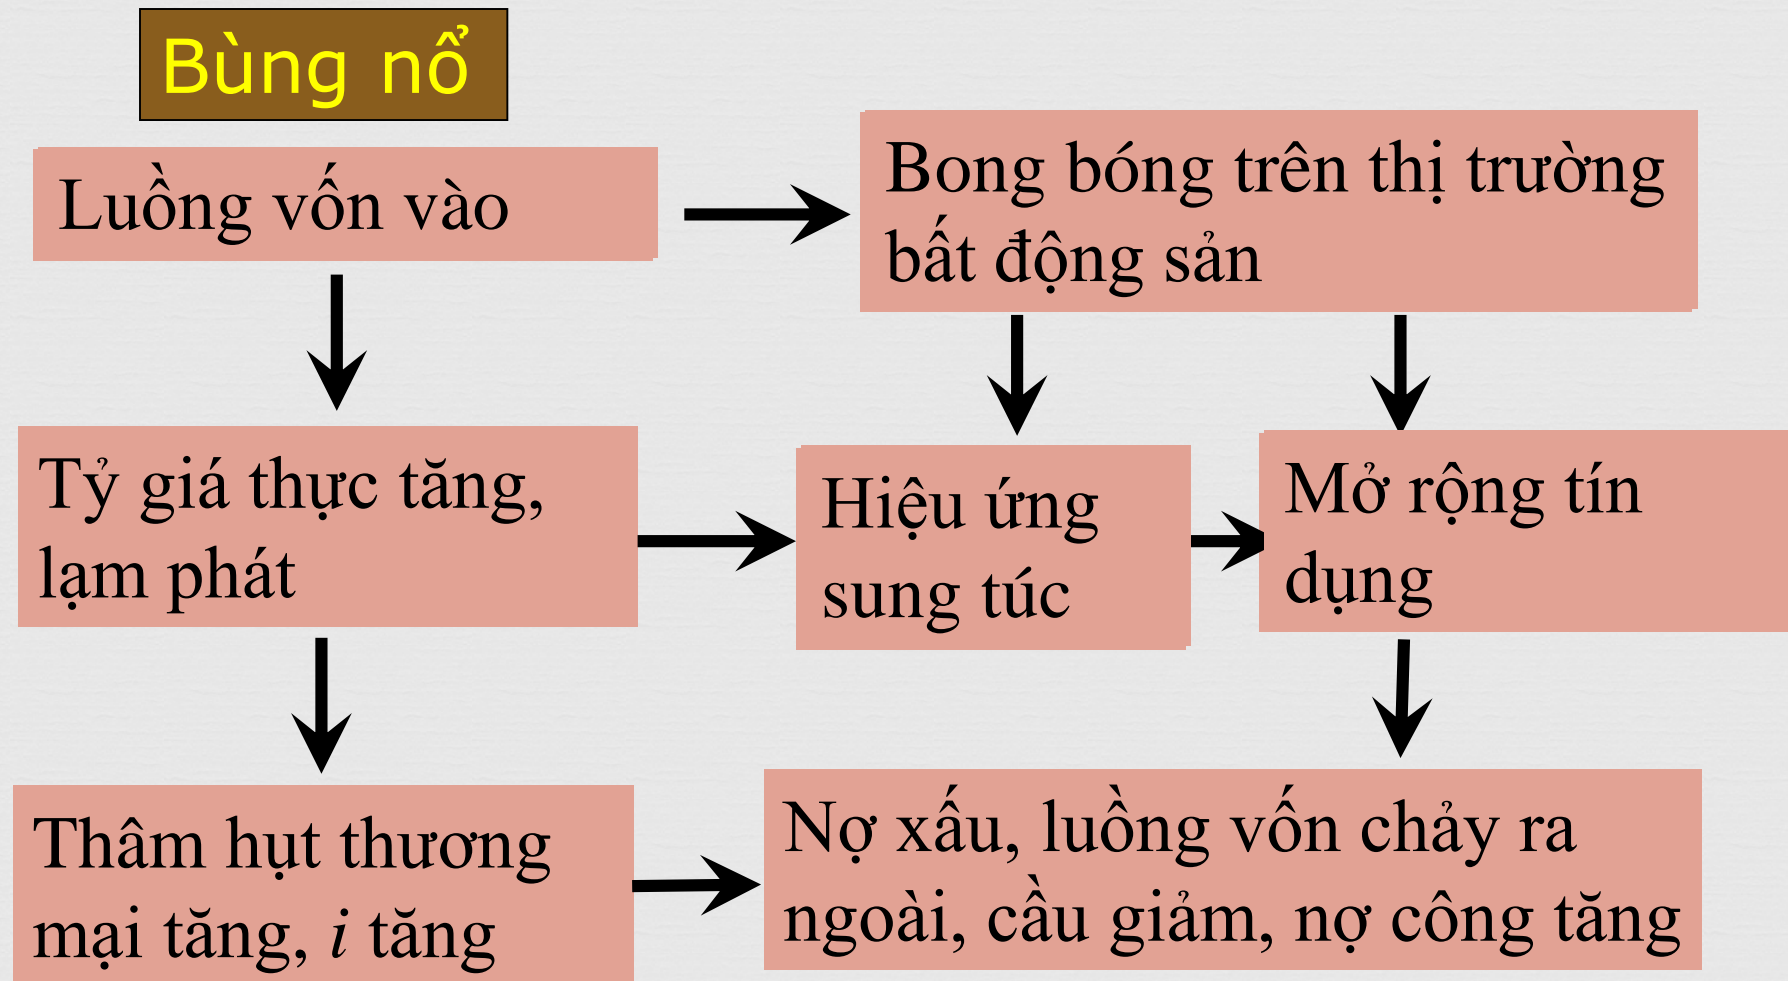 Bùng nổ
Luồng vốn vào
Bong bóng trên thị trường
bất động sản
Tỷ giá thực tăng,
lạm phát
Hiệu ứng
sung túc
Mở rộng tín
dụng
Thâm hụt thương
mại tăng, i tăng
Nợ xấu, luồng vốn chảy ra
ngoài, cầu giảm, nợ công tăng